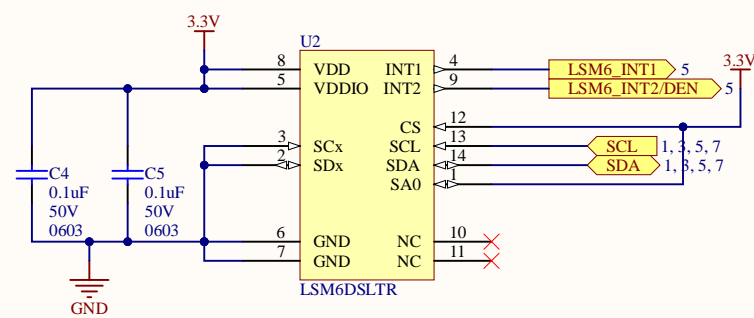 3.3V
U2
8 VDD INT1 4 LSM6_INT1 5
5 VDDIO INT2 9 LSM6_INT2/DEN 5
3.3V
CS 12
3 SCx SCL 13 SCL 1, 3, 5, 7
2 SDx SDA 14 SDA 1, 3, 5, 7
SA0 1
C4
0.1uF
50V
0603
C5
0.1uF
50V
0603
6 GND NC 10
7 GND NC 11
LSM6DSLTR
GND